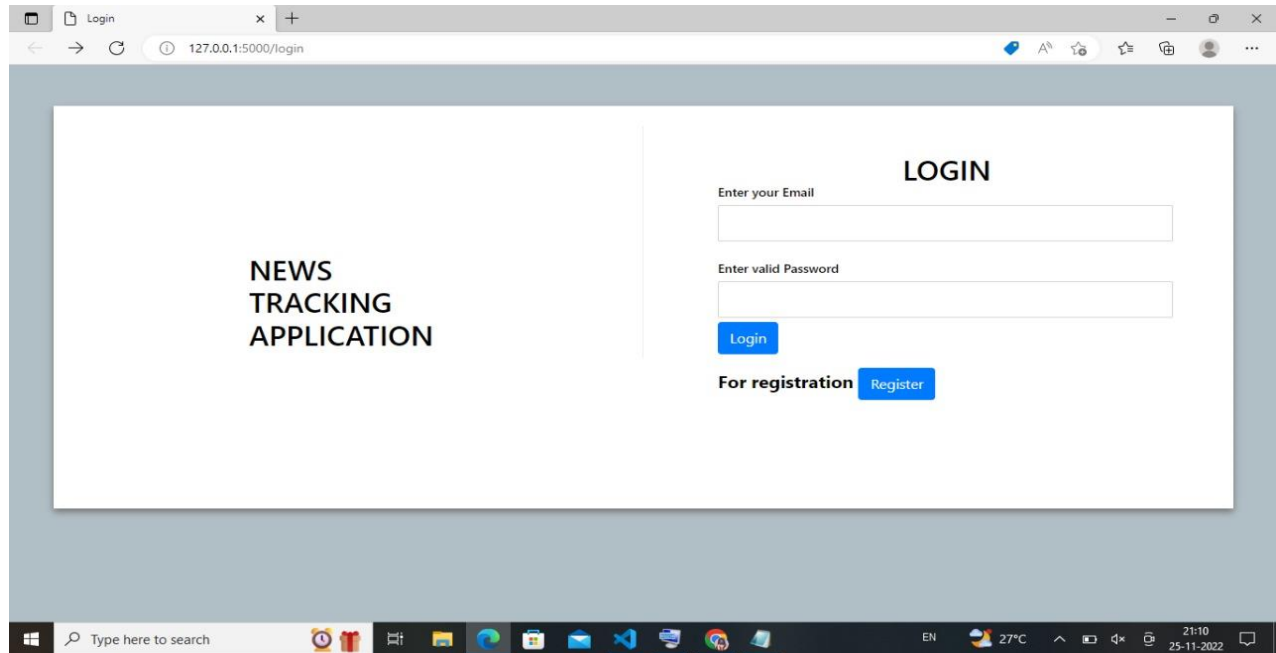 Login
127.0.0.1:5000/login
LOGIN
Enter your Email
Enter valid Password
Login
For registration Register
NEWS
TRACKING
APPLICATION
Type here to search
EN
27°C
21:10
25-11-2022